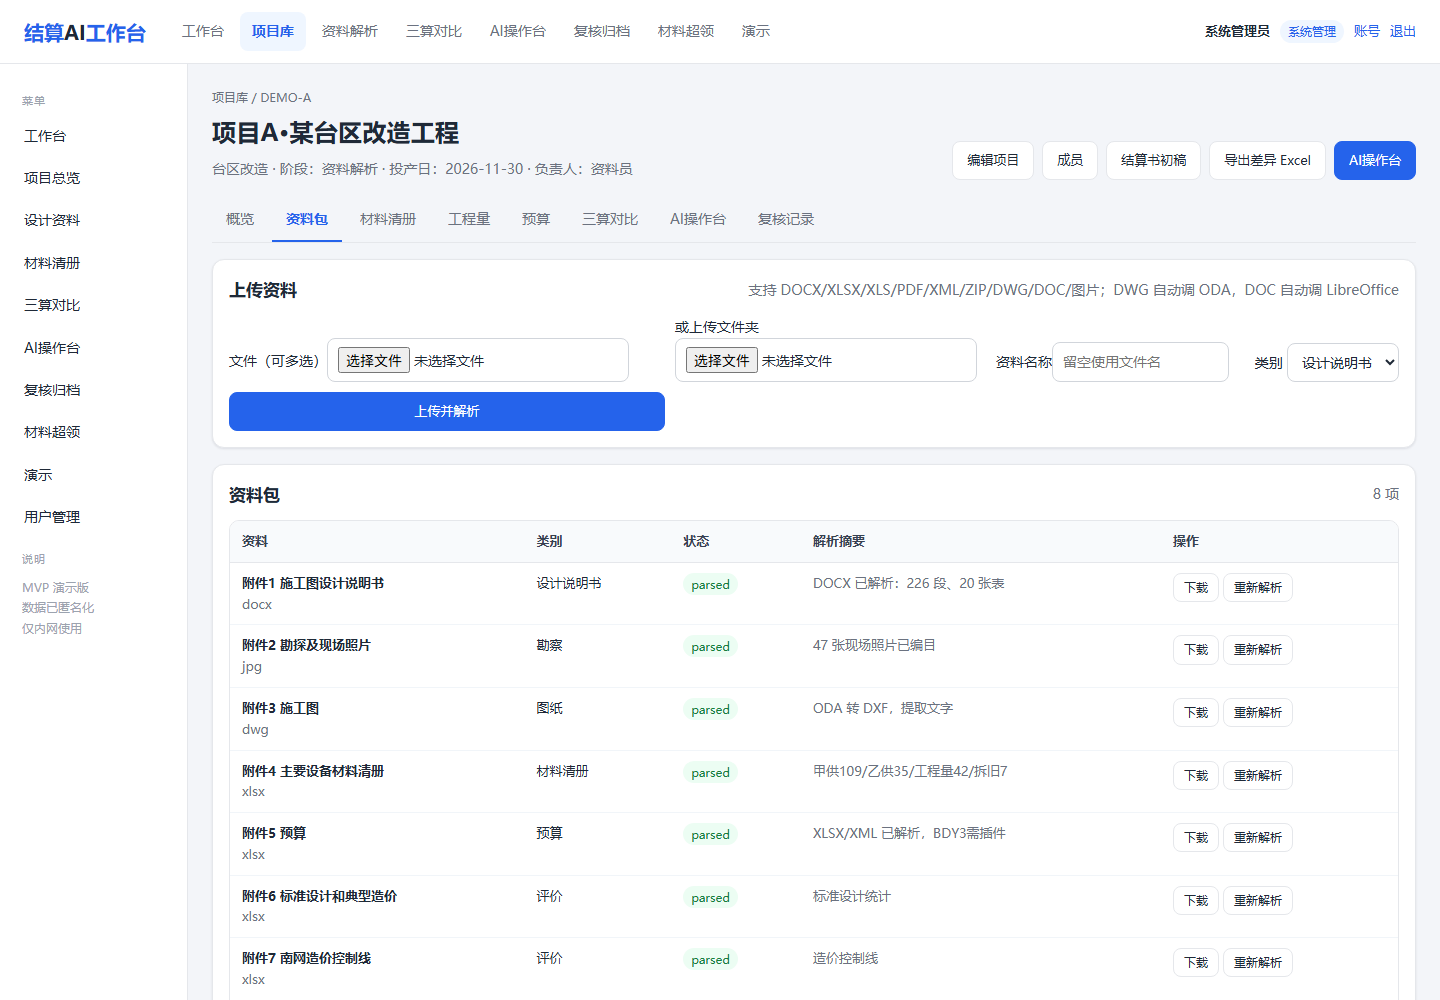 结算AI工作台
工作台 项目库 资料解析 三算对比 AI操作台 复核归档 材料超领 演示
系统管理员 系统管理 账号 退出
菜单
工作台
项目总览
设计资料
材料清册
三算对比
AI操作台
复核归档
材料超领
演示
用户管理
说明
MVP 演示版
数据已匿名化
仅内网使用
项目库 / DEMO-A
项目A·某台区改造工程
台区改造 · 阶段：资料解析 · 投产日：2026-11-30 · 负责人：资料员
编辑项目 成员 结算书初稿 导出差异 Excel AI操作台
概览 资料包 材料清册 工程量 预算 三算对比 AI操作台 复核记录
上传资料
支持 DOCX/XLSX/XLS/PDF/XML/ZIP/DWG/DOC/图片；DWG 自动调 ODA，DOC 自动调 LibreOffice
或上传文件夹
文件（可多选） 选择文件 未选择文件 选择文件 未选择文件 资料名称 留空使用文件名 类别 设计说明书
上传并解析
资料包
8 项
资料 类别 状态 解析摘要 操作
附件1 施工图设计说明书 设计说明书 parsed DOCX 已解析：226 段、20 张表 下载 重新解析
docx
附件2 勘探及现场照片 勘察 parsed 47 张现场照片已编目 下载 重新解析
jpg
附件3 施工图 图纸 parsed ODA 转 DXF，提取文字 下载 重新解析
dwg
附件4 主要设备材料清册 材料清册 parsed 甲供109/乙供35/工程量42/拆旧7 下载 重新解析
xlsx
附件5 预算 预算 parsed XLSX/XML 已解析，BDY3需插件 下载 重新解析
xlsx
附件6 标准设计和典型造价 评价 parsed 标准设计统计 下载 重新解析
xlsx
附件7 南网造价控制线 评价 parsed 造价控制线 下载 重新解析
xlsx